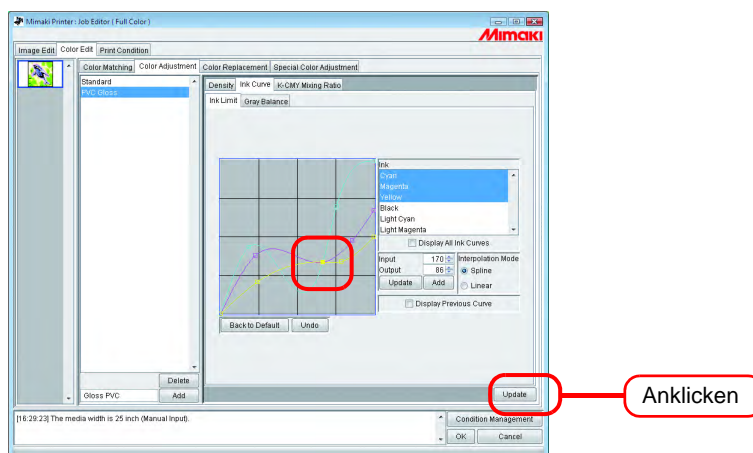 Mimaki Printer : Job Editor ( Full Color )
Mimaki
Image Edit Color Edit Print Condition
Color Matching Color Adjustment Color Replacement Special Color Adjustment
Standard
PVC Gloss
Density Ink Curve K-CMY Mixing Ratio
Ink Limit Gray Balance
Ink
Cyan
Magenta
Yellow
Black
Light Cyan
Light Magenta
Display All Ink Curves
Input 170 Interpolation Mode
Output 86 Spline
Update Add Linear
Display Previous Curve
Back to Default Undo
Delete
Gloss PVC Add
Update
Anklicken
[16:29:23] The media width is 25 inch (Manual Input).
Condition Management
OK Cancel